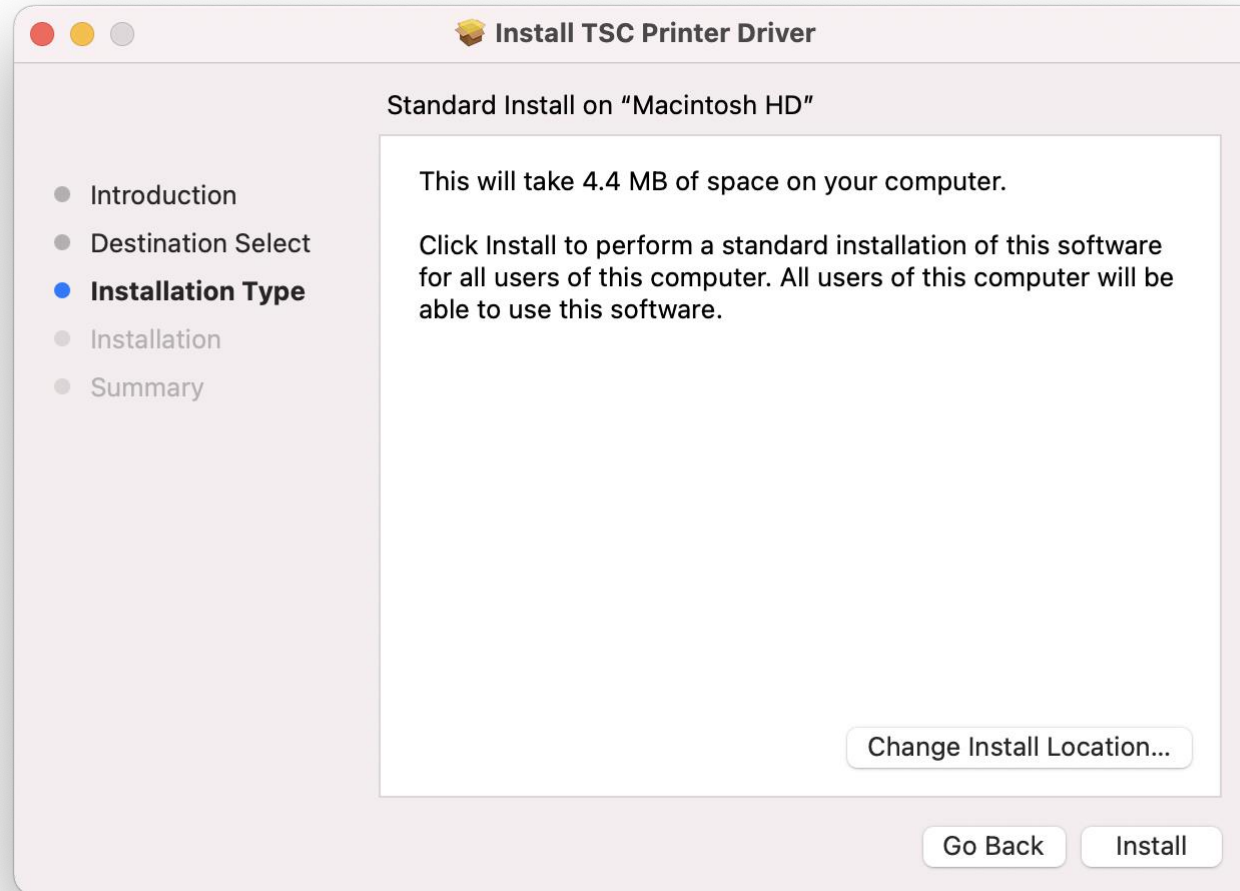 Install TSC Printer Driver
Standard Install on “Macintosh HD”
Introduction
Destination Select
Installation Type
Installation
Summary
This will take 4.4 MB of space on your computer.
Click Install to perform a standard installation of this software
for all users of this computer. All users of this computer will be
able to use this software.
Change Install Location...
Go Back
Install